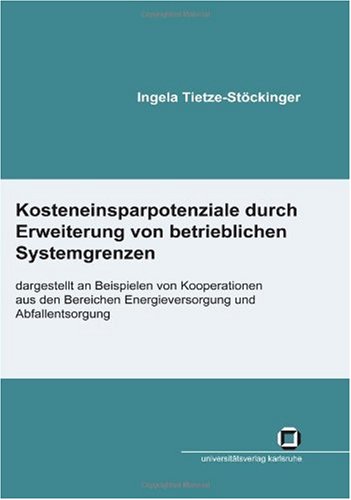 Ingela Tietze-Stöckinger
Kosteneinsparpotenziale durch
Erweiterung von betrieblichen
Systemgrenzen
dargestellt an Beispielen von Kooperationen
aus den Bereichen Energieversorgung und
Abfallentsorgung
universitätsverlag karlsruhe